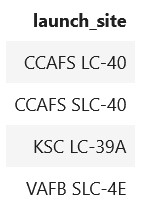 launch_site
CCAFS LC-40
CCAFS SLC-40
KSC LC-39A
VAFB SLC-4E